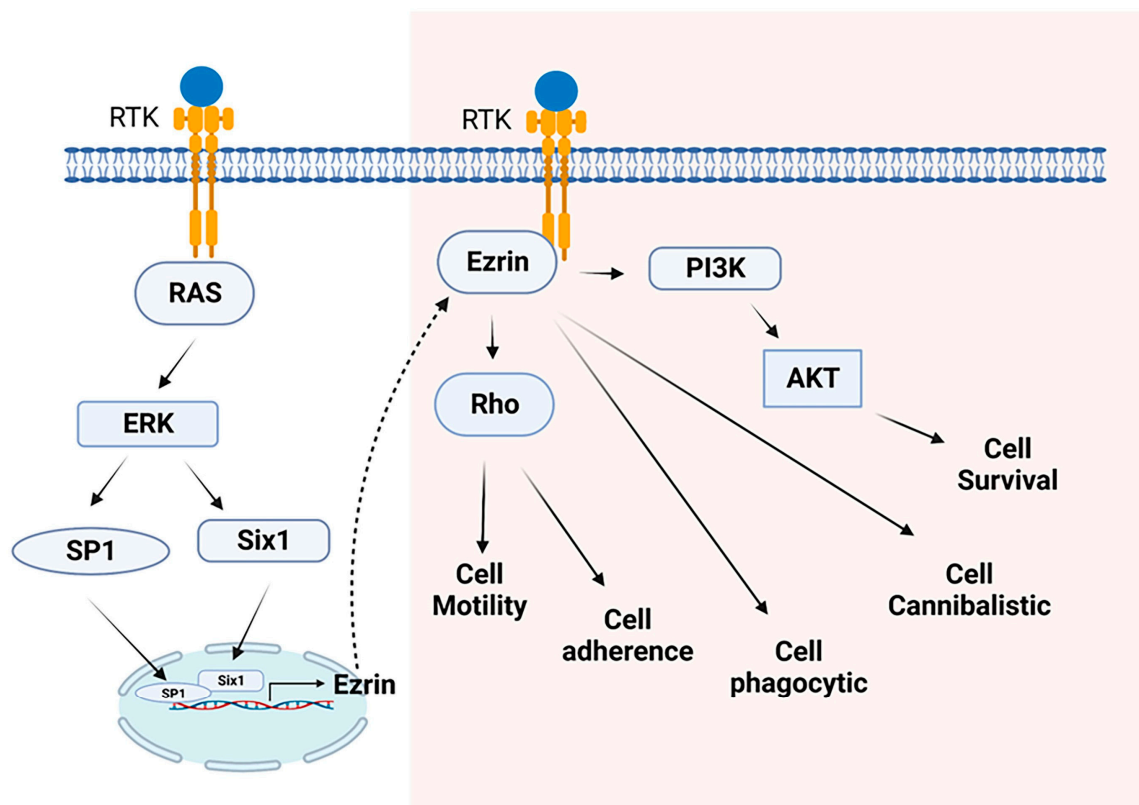 RTK
RTK
RAS
Ezrin
PI3K
ERK
Rho
AKT
SP1
Six1
Cell
Survival
Cell
Motility
Cell
adherence
Cell
phagocytic
Cell
Cannibalistic
SP1
Six1
Ezrin